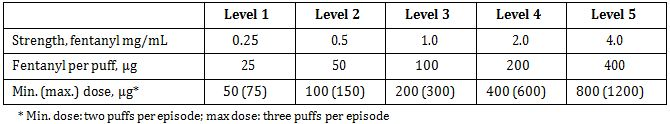 Level 1 Level 2 Level 3 Level 4 Level 5
Strength, fentanyl mg/mL 0.25 0.5 1.0 2.0 4.0
Fentanyl per puff, µg 25 50 100 200 400
Min. (max.) dose, µg* 50 (75) 100 (150) 200 (300) 400 (600) 800 (1200)
* Min. dose: two puffs per episode; max dose: three puffs per episode